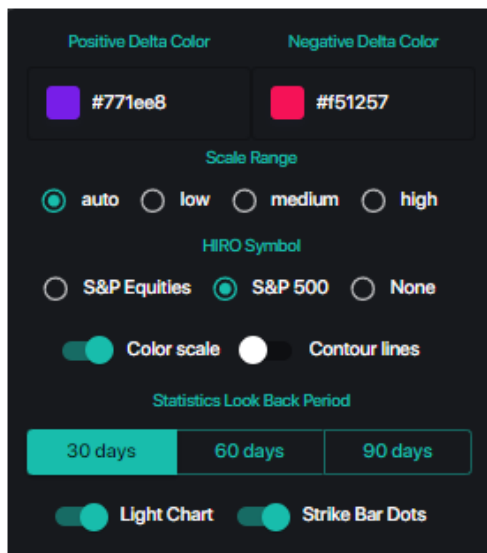 Positive Delta Color Negative Delta Color
#771ee8 #f51257
Scale Range
auto low medium high
HIRO Symbol
S&P Equities S&P 500 None
Color scale Contour lines
Statistics Look Back Period
30 days 60 days 90 days
Light Chart Strike Bar Dots